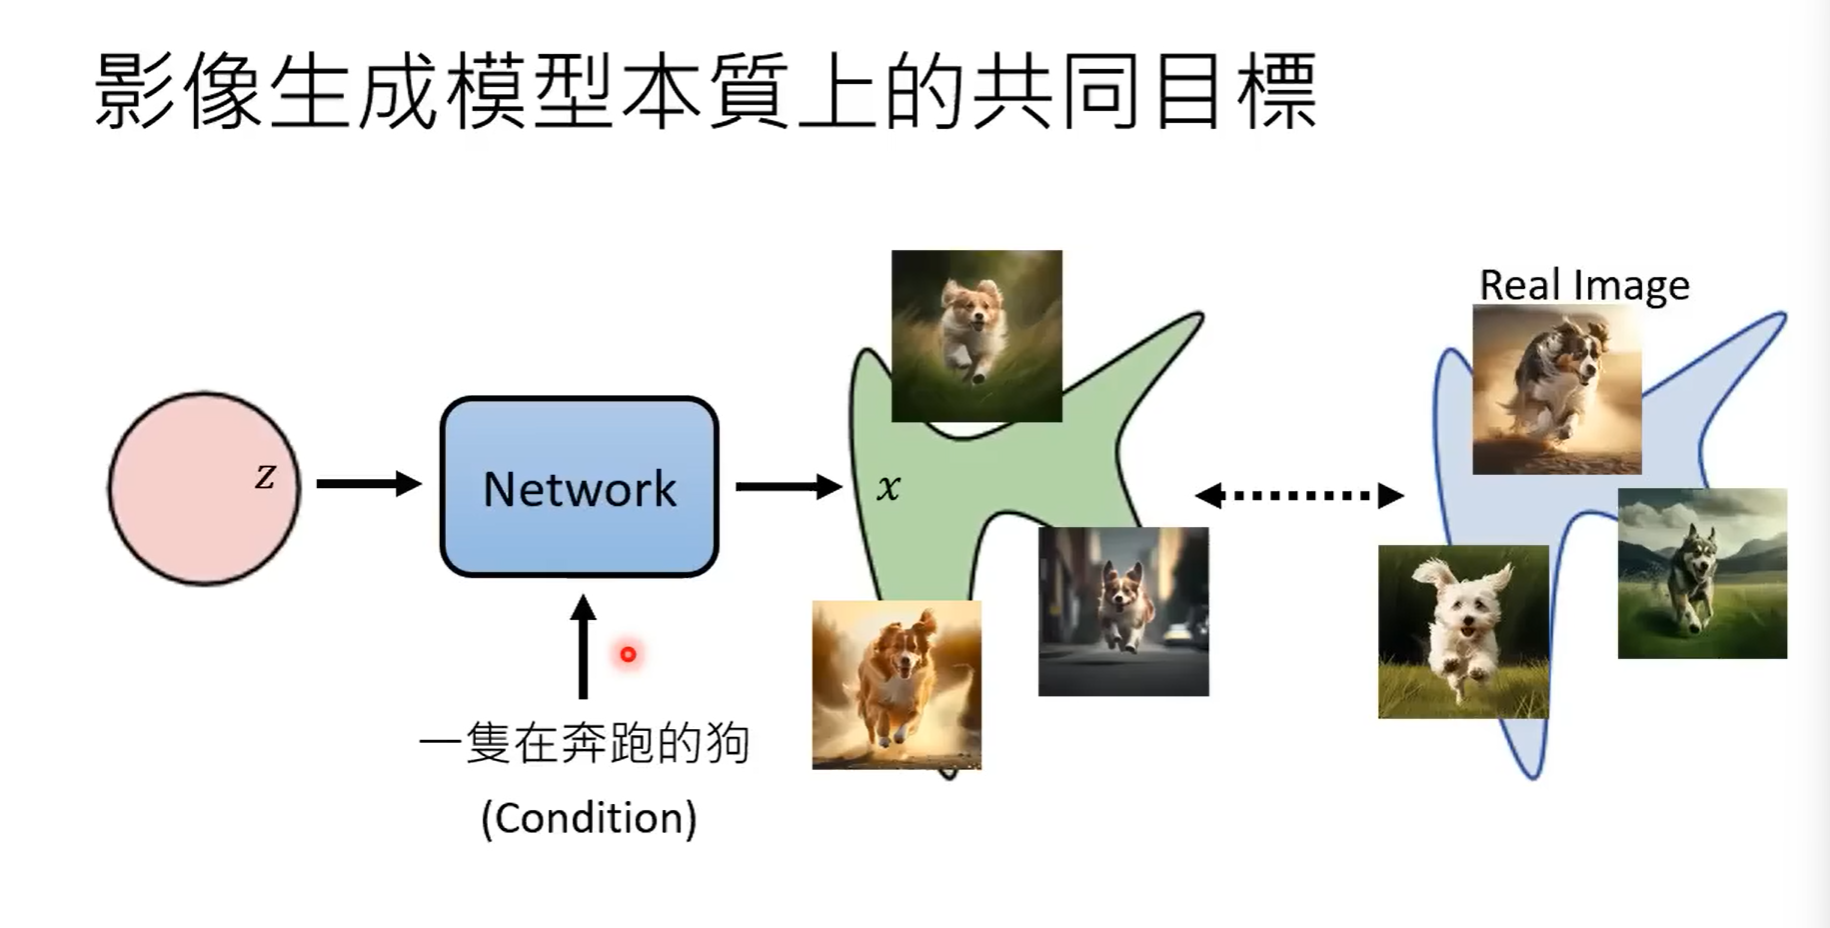 影像生成模型本質上的共同目標
Real Image
z
Network
x
一隻在奔跑的狗
(Condition)